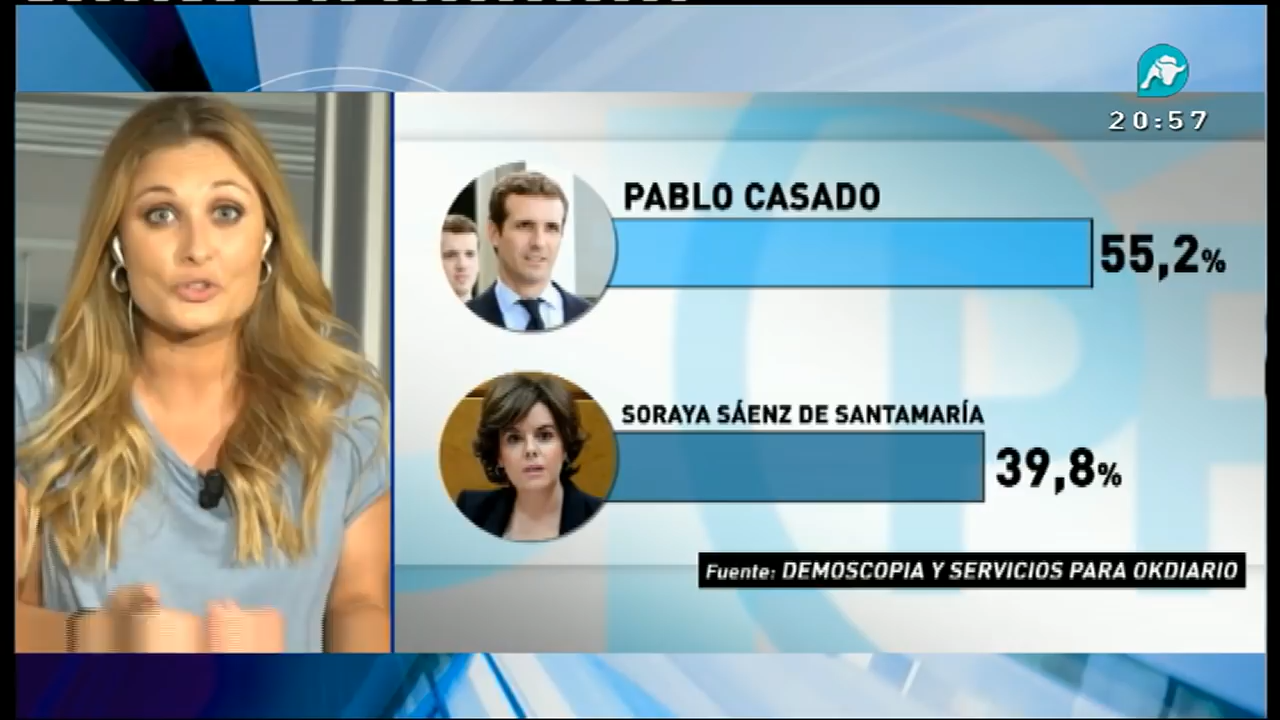 20:57
PABLO CASADO
55,2%
SORAYA SÁENZ DE SANTAMARÍA
39,8%
Fuente: DEMOSCOPIA Y SERVICIOS PARA OKDIARIO